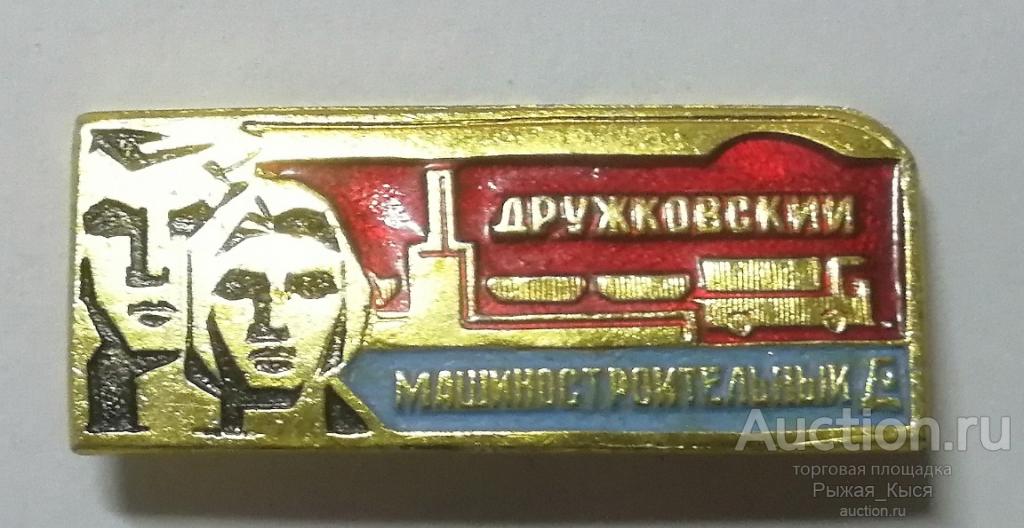 ДРУЖКОВСКИЙ
МАШИНОСТРОИТЕЛЬНЫЙ
Auction.ru
торговая площадка
Рыжая_Кыся
auction.ru